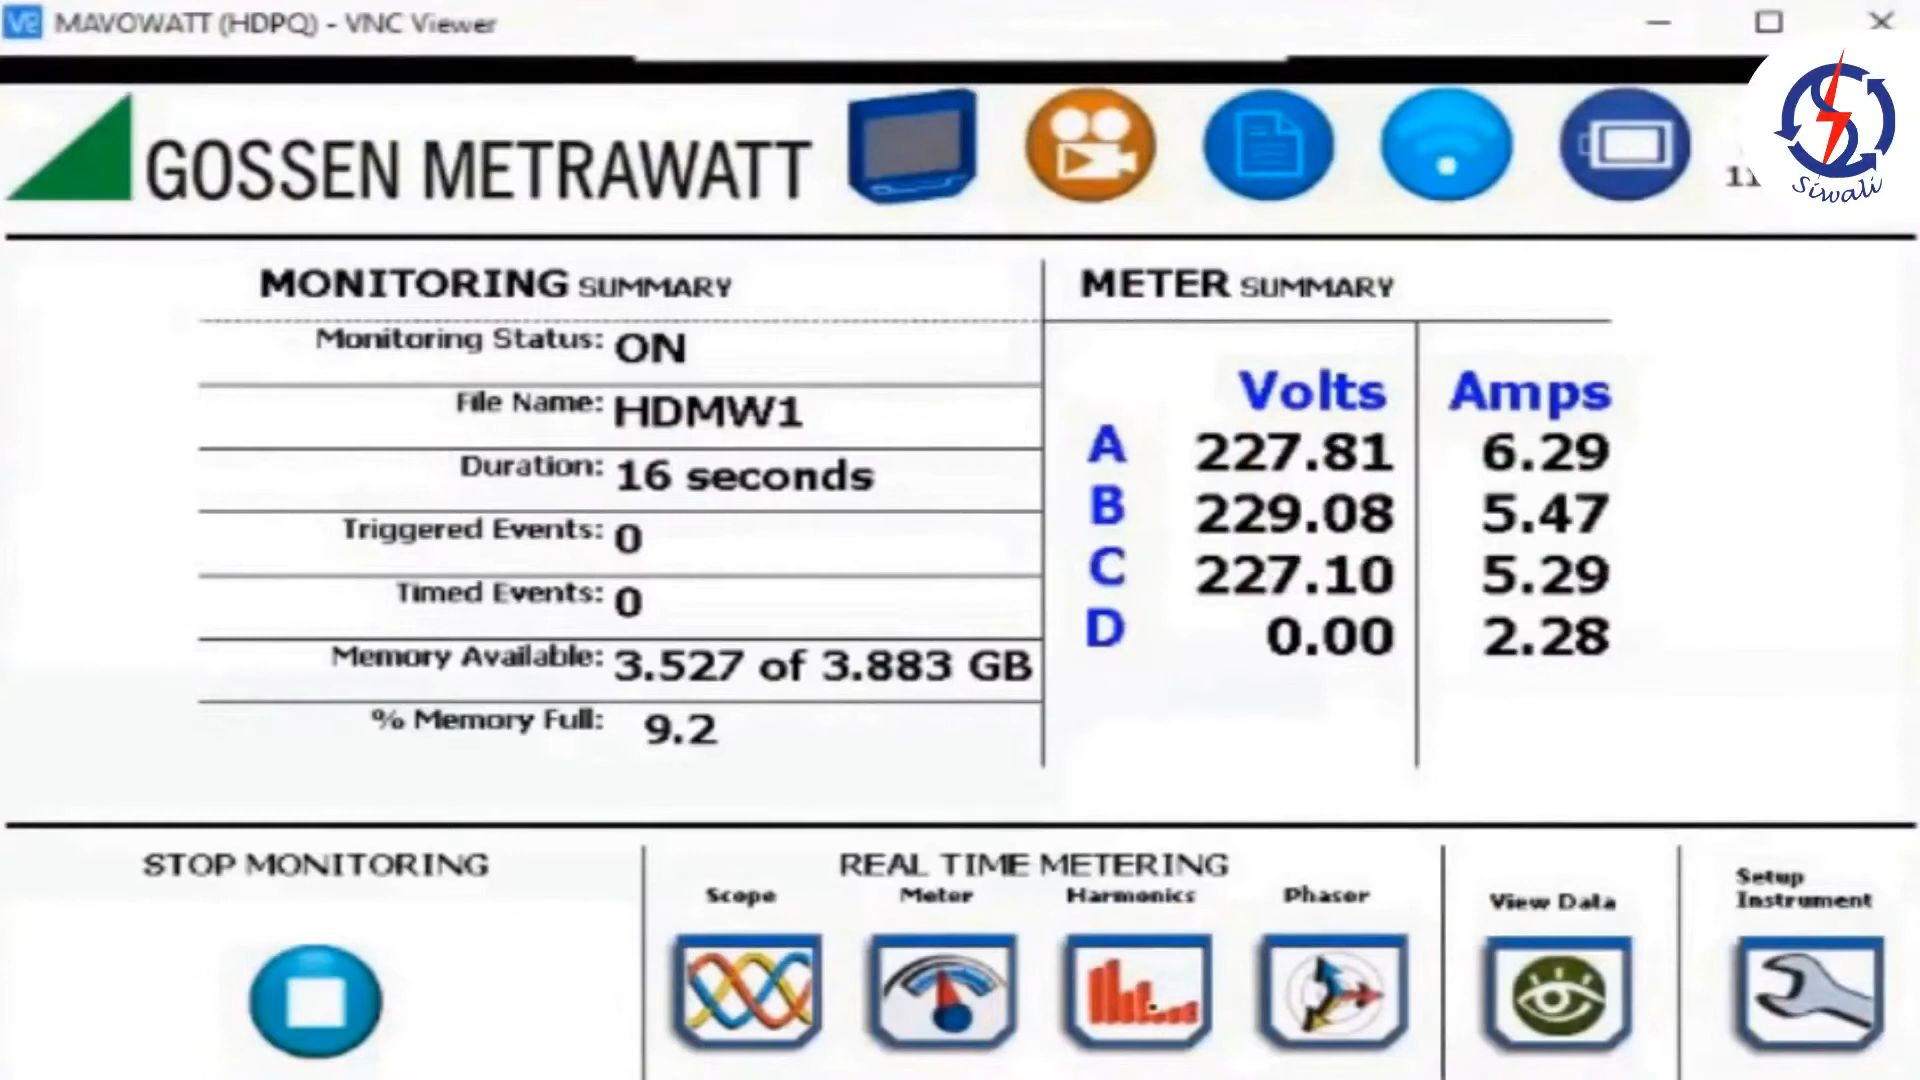 MAVOWATT (HDPQ) - VNC Viewer
GOSSEN METRAWATT
Siwali
MONITORING SUMMARY
Monitoring Status: ON
File Name: HDMW1
Duration: 16 seconds
Triggered Events: 0
Timed Events: 0
Memory Available: 3.527 of 3.883 GB
% Memory Full: 9.2
METER SUMMARY
Volts Amps
A 227.81 6.29
B 229.08 5.47
C 227.10 5.29
D 0.00 2.28
STOP MONITORING
REAL TIME METERING
Scope Meter Harmonics Phasor
View Data
Setup
Instrument